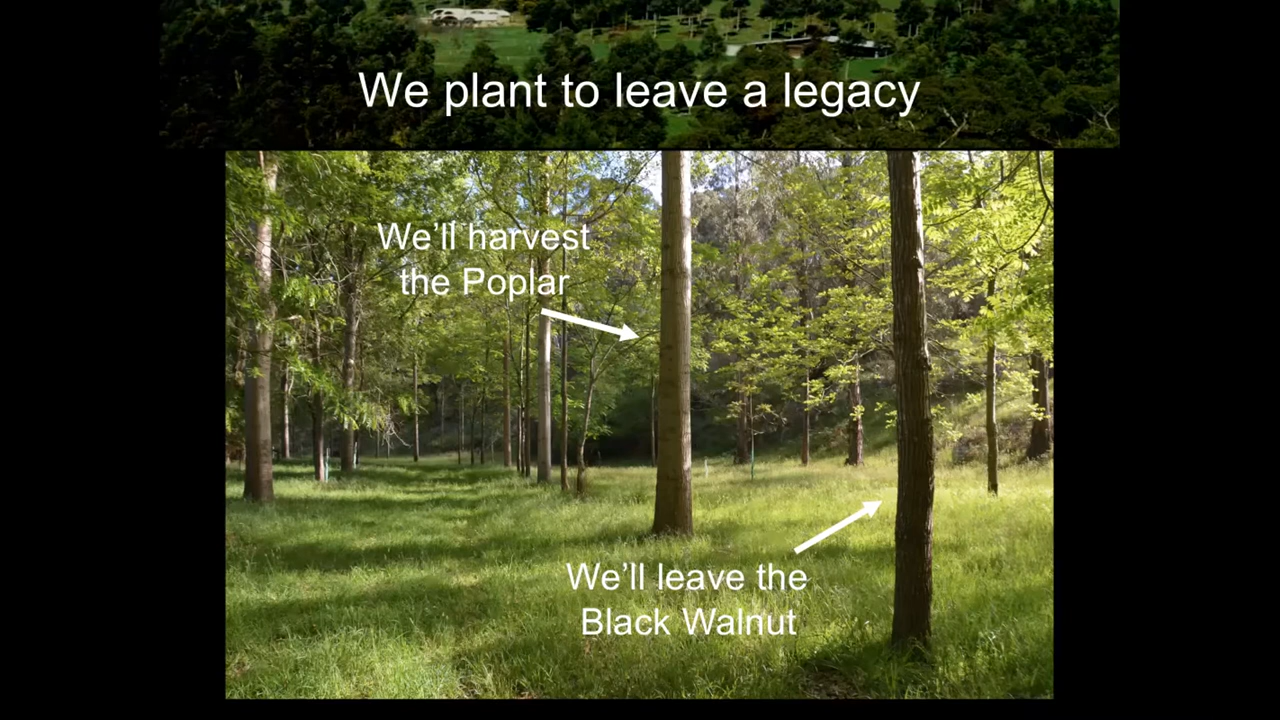 We plant to leave a legacy
We'll harvest
the Poplar
We'll leave the
Black Walnut